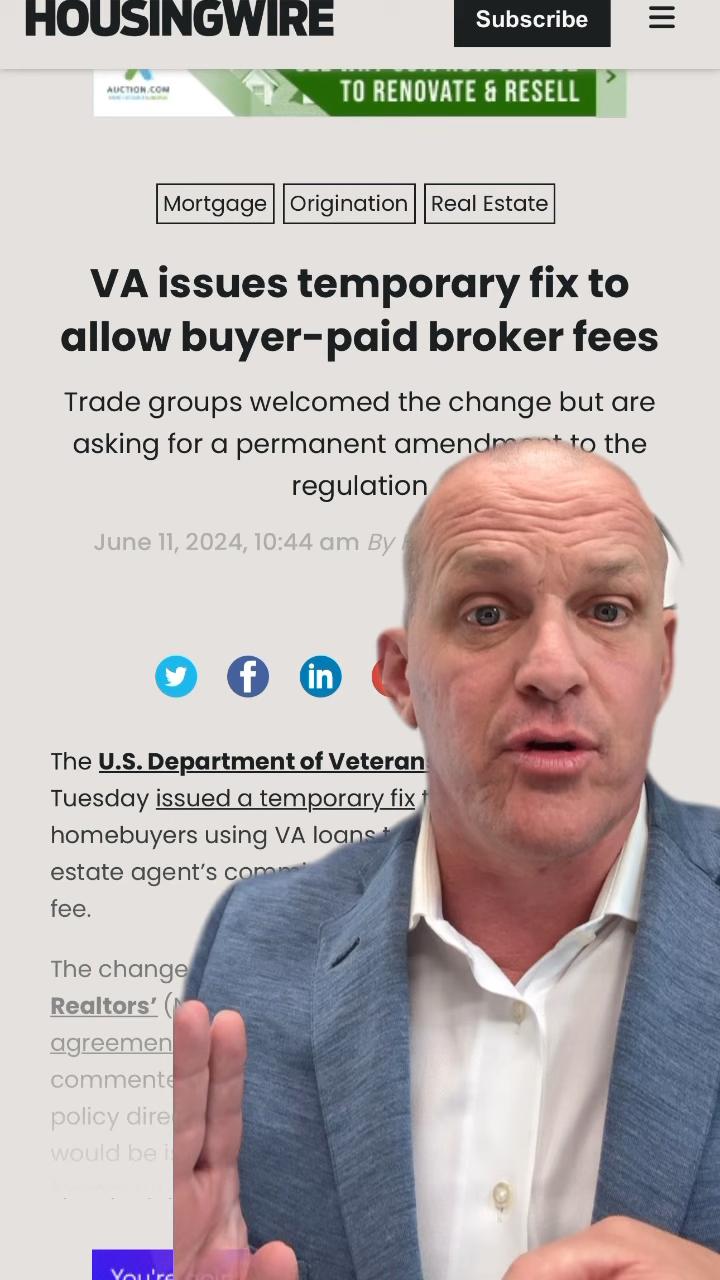 HOUSINGWIRE
Subscribe
AUCTION.COM
TO RENOVATE & RESELL
Mortgage
Origination
Real Estate
VA issues temporary fix to
allow buyer-paid broker fees
Trade groups welcomed the change but are
asking for a permanent amendment to the
regulation
June 11, 2024, 10:44 am By
The U.S. Department of Veteran
Tuesday issued a temporary fix
homebuyers using VA loans
estate agent's
fee.
The change
Realtors'
agreemen
commente
policy dire
would be
You're